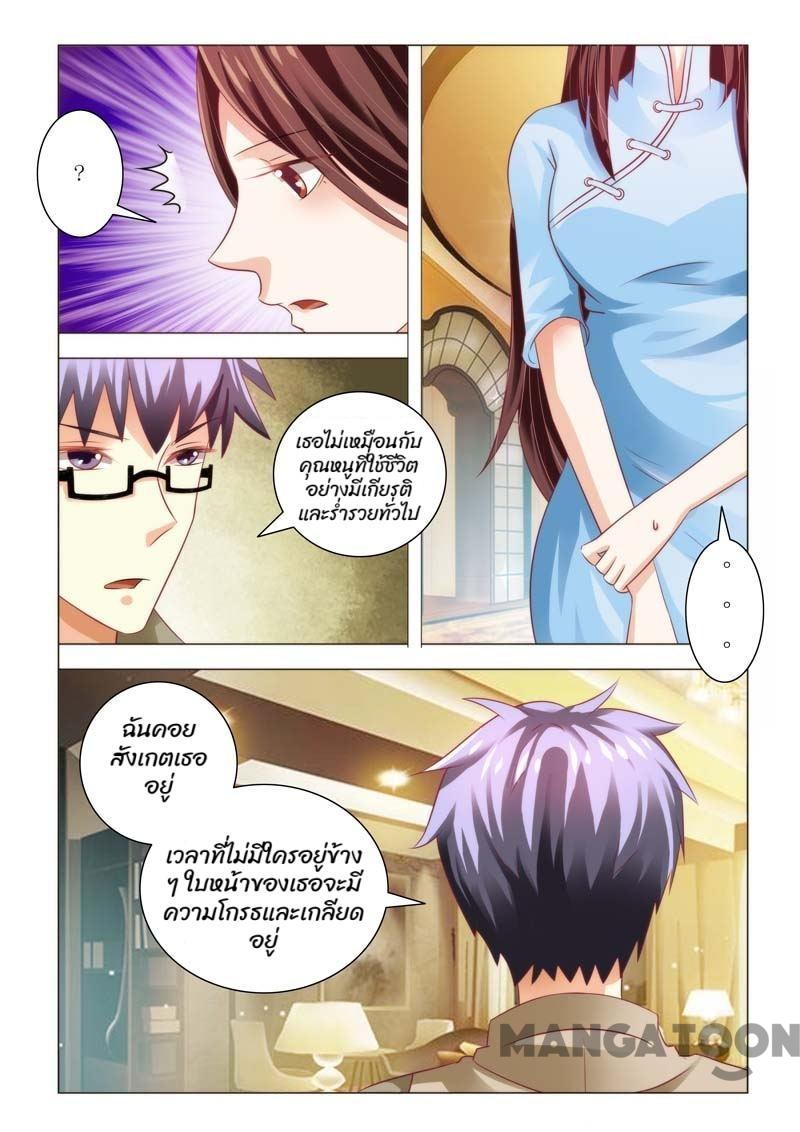 ?
เธอไม่เหมือนกับ
คุณหนูที่ใช้ชีวิต
อย่างมีเกียรติ
และร่ำรวยทั่วไป
。
。
。
ฉันคอย
สังเกตเธอ
อยู่
เวลาที่ไม่มีใครอยู่ข้าง
ๆ ใบหน้าของเธอจะมี
ความโกรธและเกลียด
อยู่
MANGATOON